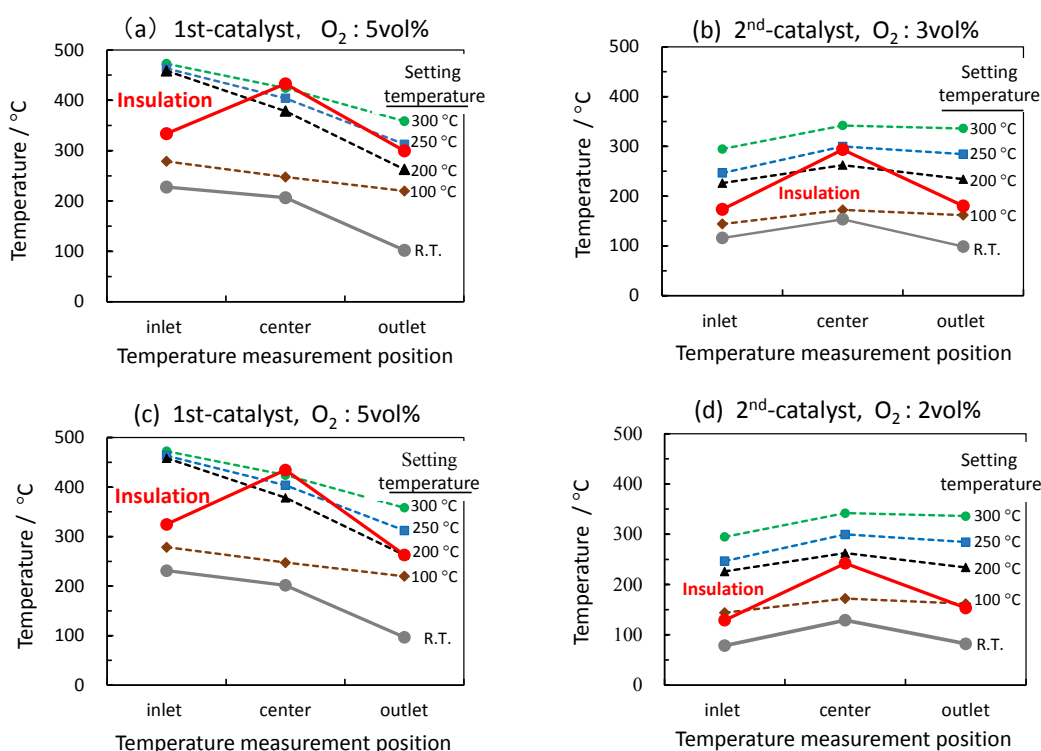 (a) 1st-catalyst, O₂ : 5vol%
500
400
300
200
100
0
Temperature / °C
Insulation
Setting
temperature
300 °C
250 °C
200 °C
100 °C
R.T.
inlet center outlet
Temperature measurement position
(b) 2ⁿᵈ-catalyst, O₂ : 3vol%
500
400
300
200
100
0
Temperature / °C
Insulation
Setting
temperature
300 °C
250 °C
200 °C
100 °C
R.T.
inlet center outlet
Temperature measurement position
(c) 1st-catalyst, O₂ : 5vol%
500
400
300
200
100
0
Temperature / °C
Insulation
Setting
temperature
300 °C
250 °C
200 °C
100 °C
R.T.
inlet center outlet
Temperature measurement position
(d) 2ⁿᵈ-catalyst, O₂ : 2vol%
500
400
300
200
100
0
Temperature / °C
Insulation
Setting
temperature
300 °C
250 °C
200 °C
100 °C
R.T.
inlet center outlet
Temperature measurement position